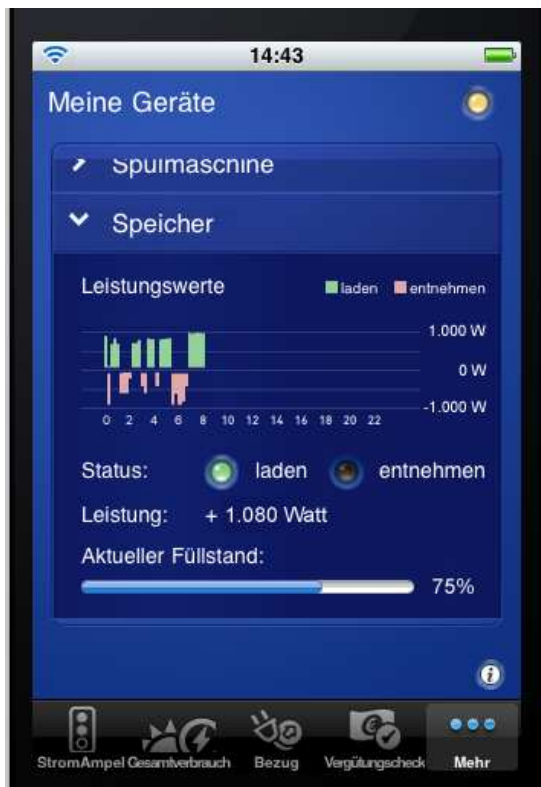 14:43
Meine Geräte
Spülmaschine
Speicher
Leistungswerte laden entnehmen
1.000 W
0 W
-1.000 W
0 2 4 6 8 10 12 14 16 18 20 22
Status: laden entnehmen
Leistung: + 1.080 Watt
Aktueller Füllstand:
75%
i
StromAmpel Gesamtverbrauch Bezug Vergütungscheck Mehr